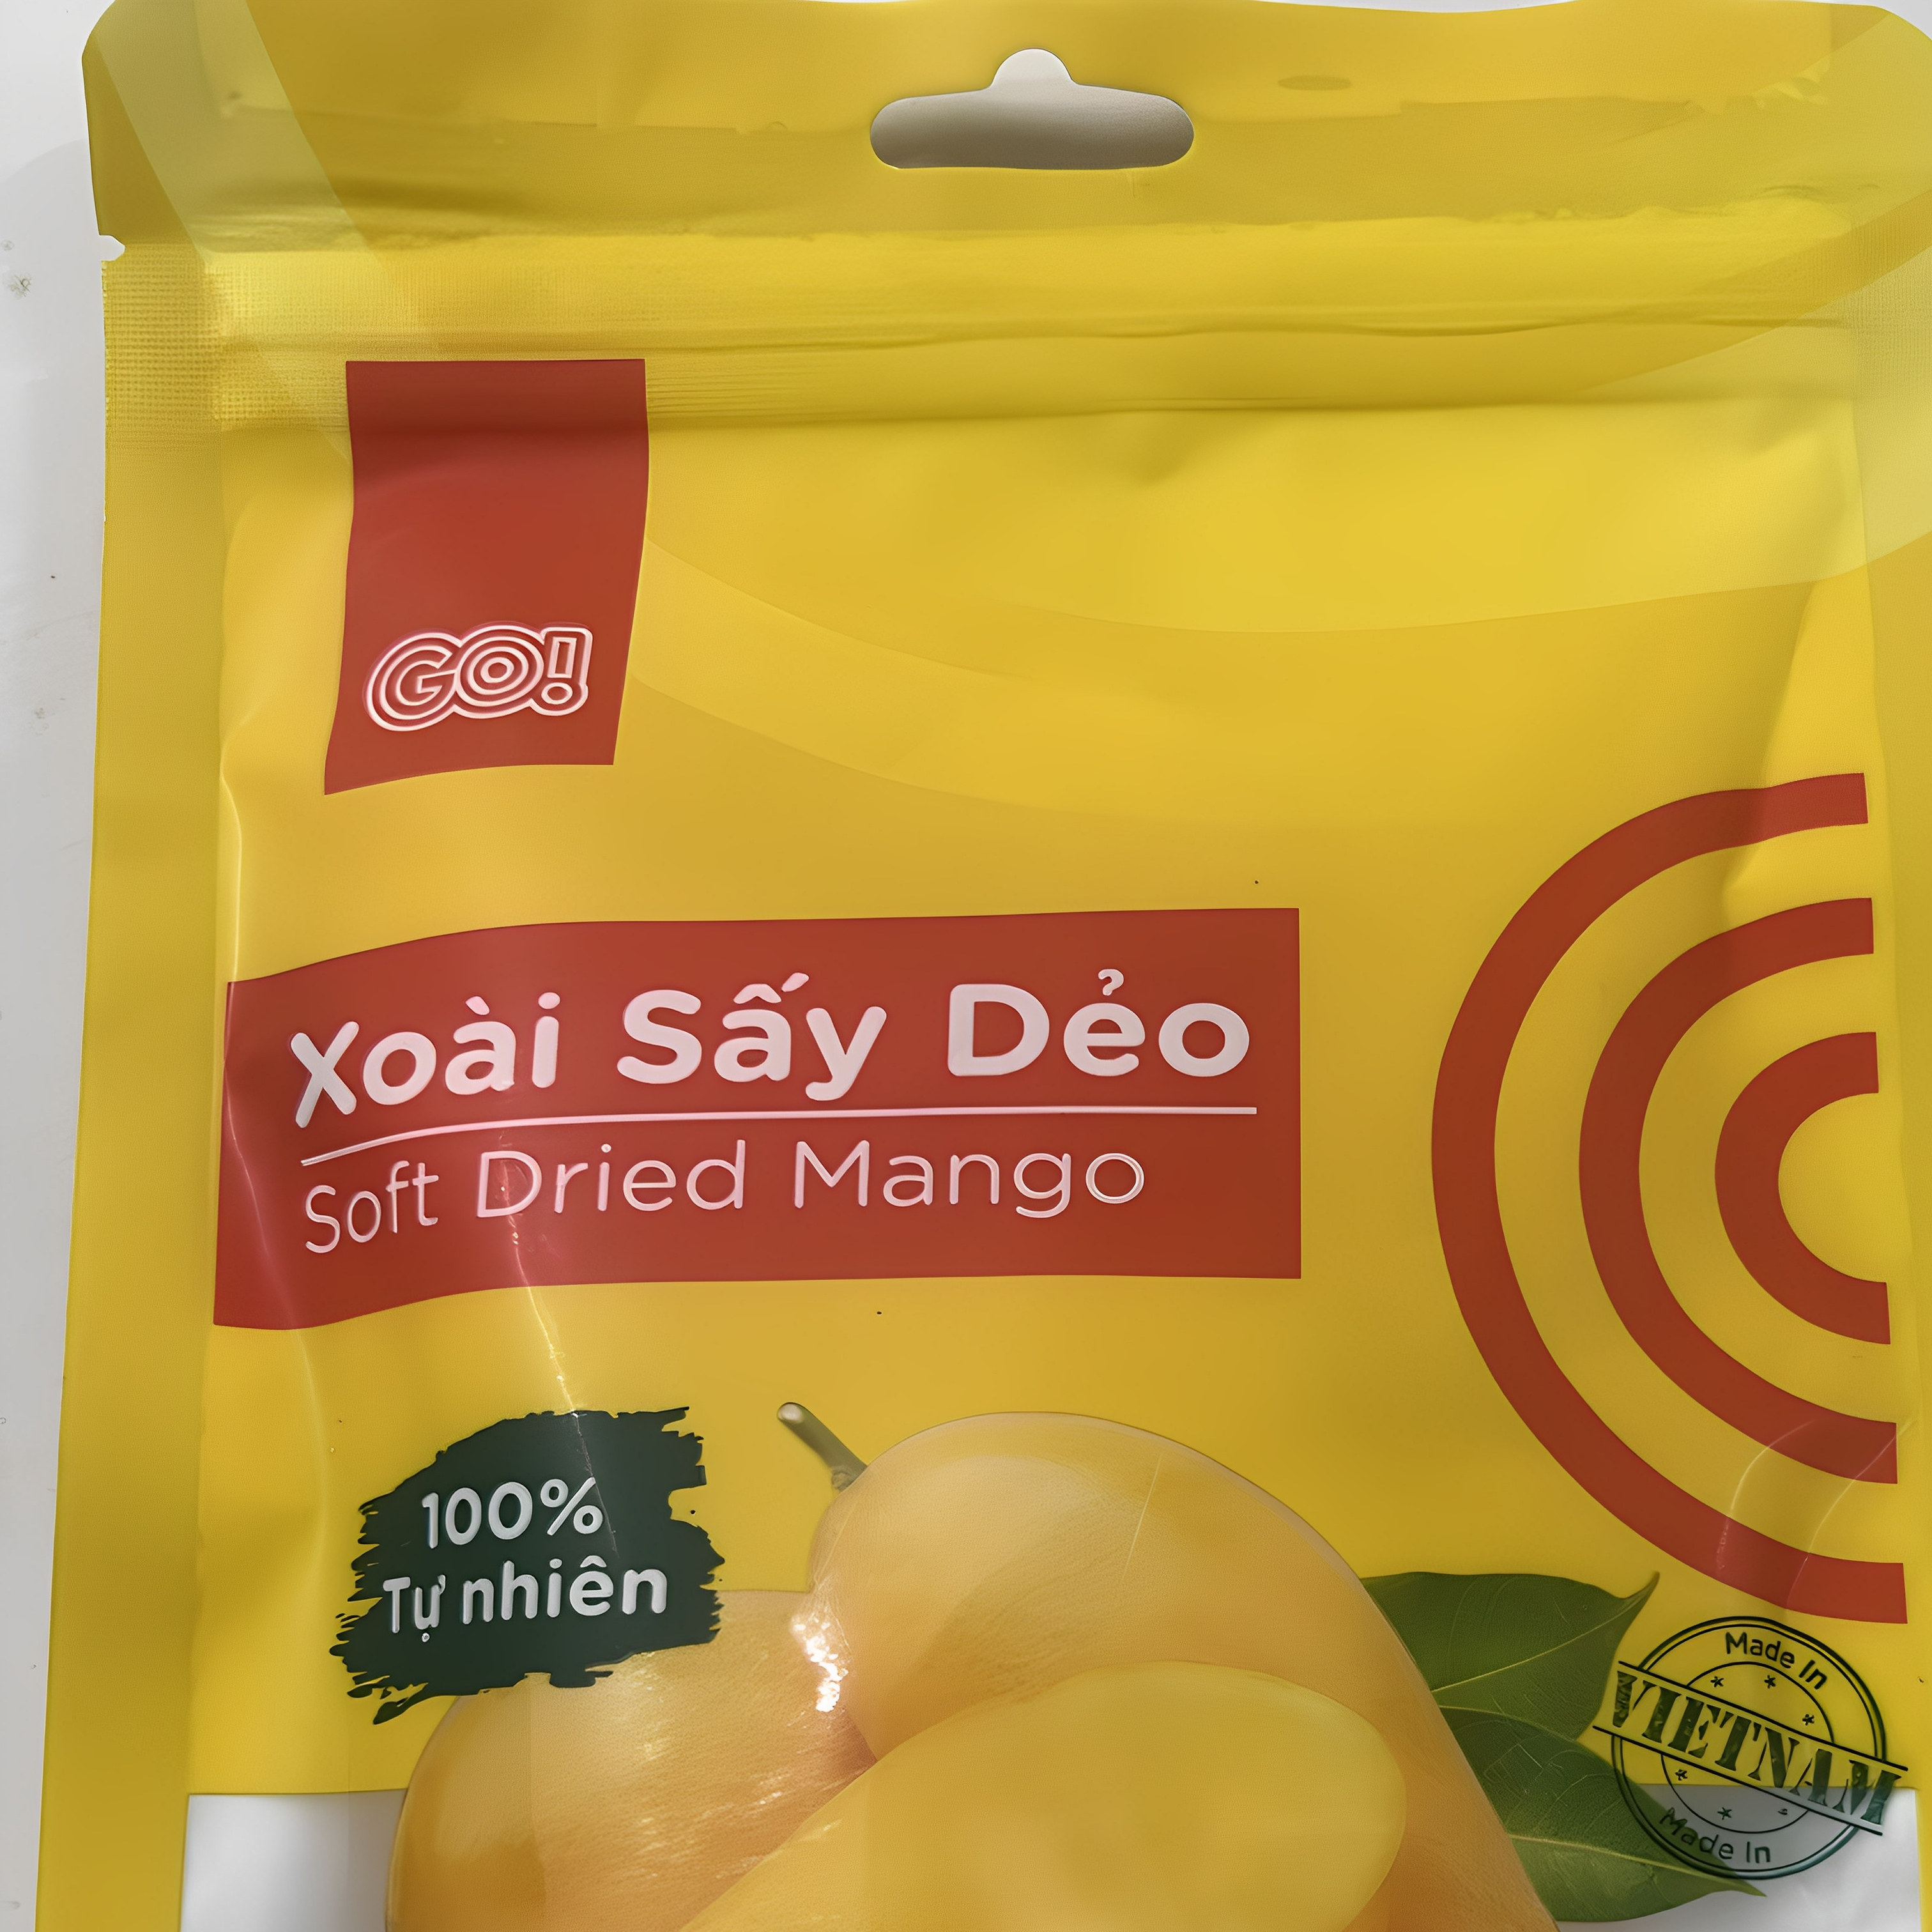 GO!
Xoài Sấy Dẻo
Soft Dried Mango
100%
Tự nhiên
Made In
VIETNAM
Made In